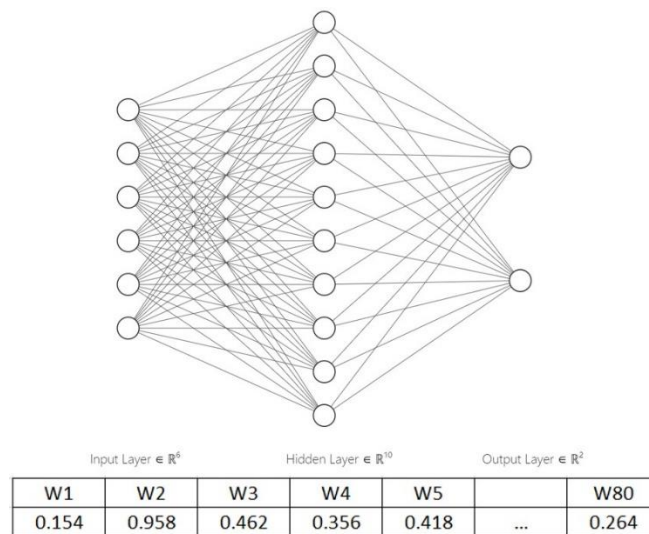 Input Layer ∈ ℝ⁶ Hidden Layer ∈ ℝ¹⁰ Output Layer ∈ ℝ²
W1 W2 W3 W4 W5 W80
0.154 0.958 0.462 0.356 0.418 ... 0.264